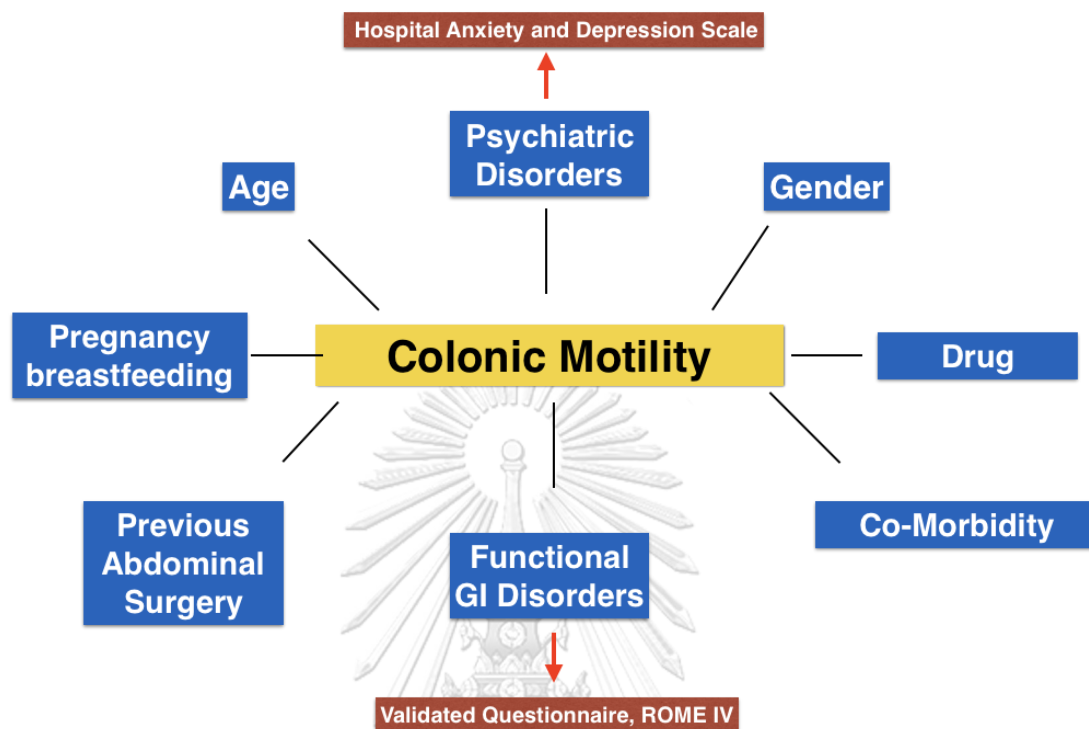 Hospital Anxiety and Depression Scale
Psychiatric
Disorders
Age
Gender
Pregnancy
breastfeeding
Colonic Motility
Drug
Previous
Abdominal
Surgery
Functional
GI Disorders
Co-Morbidity
Validated Questionnaire, ROME IV